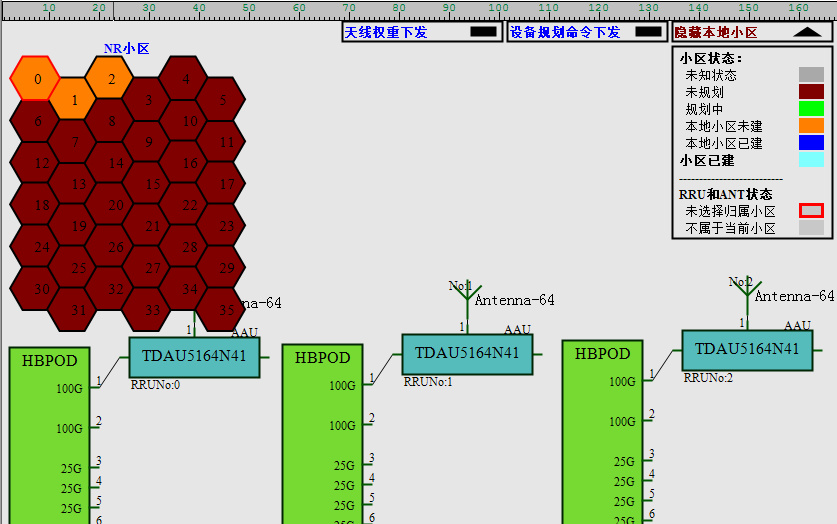 0 10 20 30 40 50 60 70 80 90 100 110 120 130 140 150 160
天线权重下发 设备规划命令下发 隐藏本地小区
NR小区
0 1 2 3 4 5
6 7 8 9 10 11
12 13 14 15 16 17
18 19 20 21 22 23
24 25 26 27 28 29
30 31 32 33 34 35
小区状态:
未知状态
未规划
规划中
本地小区未建
本地小区已建
小区已建
----------------------------
RRU和ANT状态
未选择归属小区
不属于当前小区
na-64
1 AAU
TDAU5164N41
RRUNo:0
HBPOD
100G 1
100G 2
25G 3
25G 4
25G 5
6
No:1
Antenna-64
1 AAU
TDAU5164N41
RRUNo:1
HBPOD
100G 1
100G 2
25G 3
25G 4
25G 5
6
No:2
Antenna-64
1 AAU
TDAU5164N41
RRUNo:2
HBPOD
100G 1
100G 2
25G 3
25G 4
25G 5
6